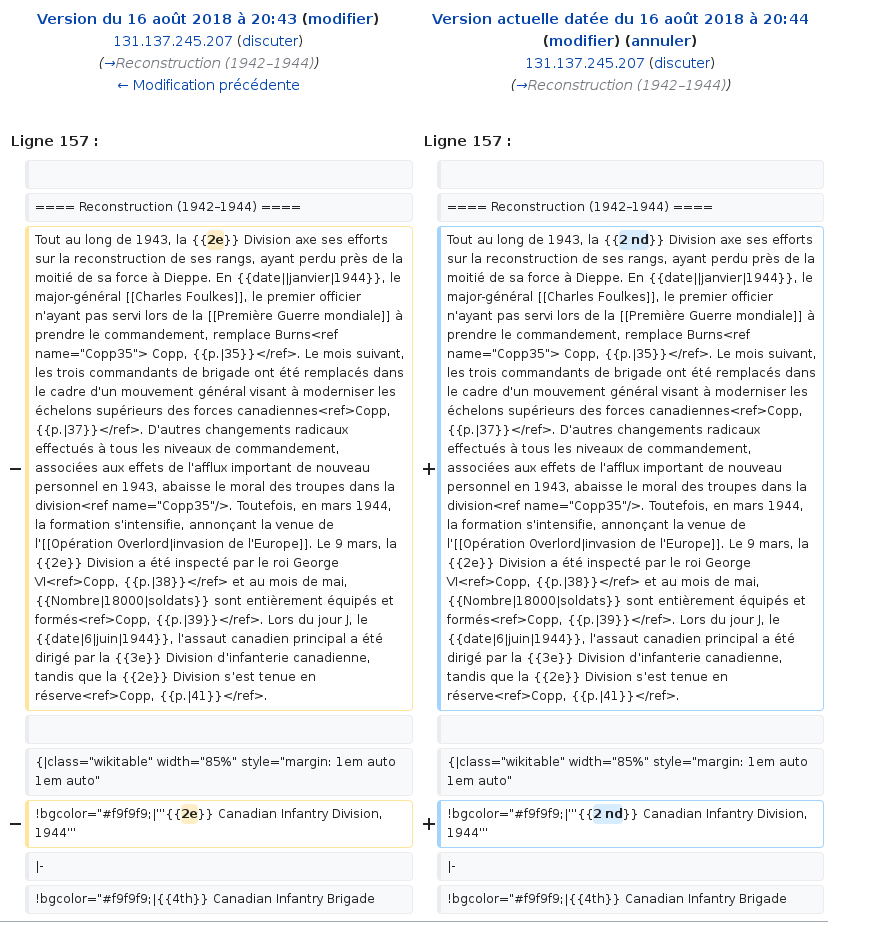 Version du 16 août 2018 à 20:43 (modifier)
131.137.245.207 (discuter)
(→Reconstruction (1942–1944))
← Modification précédente
Version actuelle datée du 16 août 2018 à 20:44
(modifier) (annuler)
131.137.245.207 (discuter)
(→Reconstruction (1942–1944))
Ligne 157 :
Ligne 157 :
==== Reconstruction (1942–1944) ====
==== Reconstruction (1942–1944) ====
−
Tout au long de 1943, la {{2e}} Division axe ses efforts
sur la reconstruction de ses rangs, ayant perdu près de la
moitié de sa force à Dieppe. En {{date||janvier|1944}}, le
major-général [[Charles Foulkes]], le premier officier
n'ayant pas servi lors de la [[Première Guerre mondiale]] à
prendre le commandement, remplace Burns<ref
name="Copp35"> Copp, {{p.|35}}</ref>. Le mois suivant,
les trois commandants de brigade ont été remplacés dans
le cadre d'un mouvement général visant à moderniser les
échelons supérieurs des forces canadiennes<ref>Copp,
{{p.|37}}</ref>. D'autres changements radicaux
effectués à tous les niveaux de commandement,
associées aux effets de l'afflux important de nouveau
personnel en 1943, abaisse le moral des troupes dans la
division<ref name="Copp35"/>. Toutefois, en mars 1944,
la formation s'intensifie, annonçant la venue de
l'[[Opération Overlord|invasion de l'Europe]]. Le 9 mars, la
{{2e}} Division a été inspecté par le roi George
VI<ref>Copp, {{p.|38}}</ref> et au mois de mai,
{{Nombre|18000|soldats}} sont entièrement équipés et
formés<ref>Copp, {{p.|39}}</ref>. Lors du jour J, le
{{date|6|juin|1944}}, l'assaut canadien principal a été
dirigé par la {{3e}} Division d'infanterie canadienne,
tandis que la {{2e}} Division s'est tenue en
réserve<ref>Copp, {{p.|41}}</ref>.
+
Tout au long de 1943, la {{2 nd}} Division axe ses efforts
sur la reconstruction de ses rangs, ayant perdu près de la
moitié de sa force à Dieppe. En {{date||janvier|1944}}, le
major-général [[Charles Foulkes]], le premier officier
n'ayant pas servi lors de la [[Première Guerre mondiale]] à
prendre le commandement, remplace Burns<ref
name="Copp35"> Copp, {{p.|35}}</ref>. Le mois suivant,
les trois commandants de brigade ont été remplacés dans
le cadre d'un mouvement général visant à moderniser les
échelons supérieurs des forces canadiennes<ref>Copp,
{{p.|37}}</ref>. D'autres changements radicaux
effectués à tous les niveaux de commandement,
associées aux effets de l'afflux important de nouveau
personnel en 1943, abaisse le moral des troupes dans la
division<ref name="Copp35"/>. Toutefois, en mars 1944,
la formation s'intensifie, annonçant la venue de
l'[[Opération Overlord|invasion de l'Europe]]. Le 9 mars, la
{{2e}} Division a été inspecté par le roi George
VI<ref>Copp, {{p.|38}}</ref> et au mois de mai,
{{Nombre|18000|soldats}} sont entièrement équipés et
formés<ref>Copp, {{p.|39}}</ref>. Lors du jour J, le
{{date|6|juin|1944}}, l'assaut canadien principal a été
dirigé par la {{3e}} Division d'infanterie canadienne,
tandis que la {{2e}} Division s'est tenue en
réserve<ref>Copp, {{p.|41}}</ref>.
{|class="wikitable" width="85%" style="margin: 1em auto
1em auto"
{|class="wikitable" width="85%" style="margin: 1em auto
1em auto"
−
!bgcolor="#f9f9f9;|'''{{2e}} Canadian Infantry Division,
1944'''
+
!bgcolor="#f9f9f9;|'''{{2 nd}} Canadian Infantry Division,
1944'''
|-
|-
!bgcolor="#f9f9f9;|{{4th}} Canadian Infantry Brigade
!bgcolor="#f9f9f9;|{{4th}} Canadian Infantry Brigade